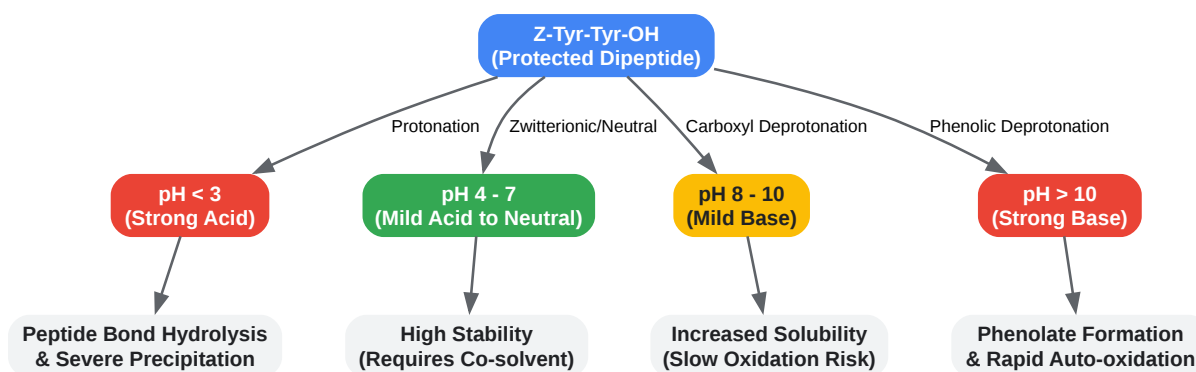 Z-Tyr-Tyr-OH
(Protected Dipeptide)
Protonation
Zwitterionic/Neutral
Carboxyl Deprotonation
Phenolic Deprotonation
pH < 3
(Strong Acid)
pH 4 - 7
(Mild Acid to Neutral)
pH 8 - 10
(Mild Base)
pH > 10
(Strong Base)
Peptide Bond Hydrolysis
& Severe Precipitation
High Stability
(Requires Co-solvent)
Increased Solubility
(Slow Oxidation Risk)
Phenolate Formation
& Rapid Auto-oxidation